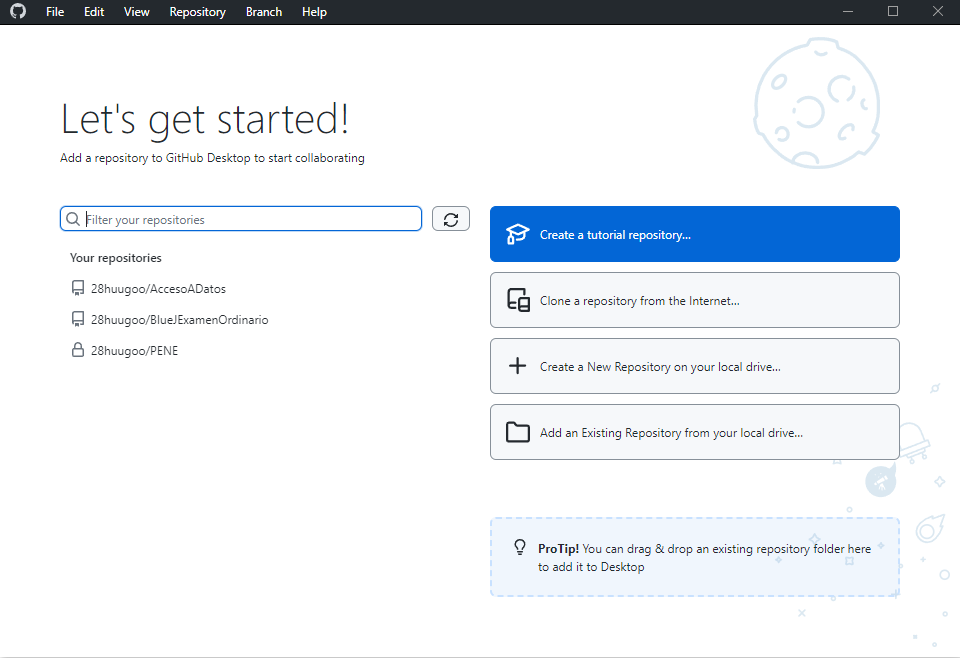 File Edit View Repository Branch Help
Let's get started!
Add a repository to GitHub Desktop to start collaborating
Filter your repositories
Your repositories
28huugoo/AccesoADatos
28huugoo/BlueJExamenOrdinario
28huugoo/PENE
Create a tutorial repository...
Clone a repository from the Internet...
Create a New Repository on your local drive...
Add an Existing Repository from your local drive...
ProTip! You can drag & drop an existing repository folder here
to add it to Desktop